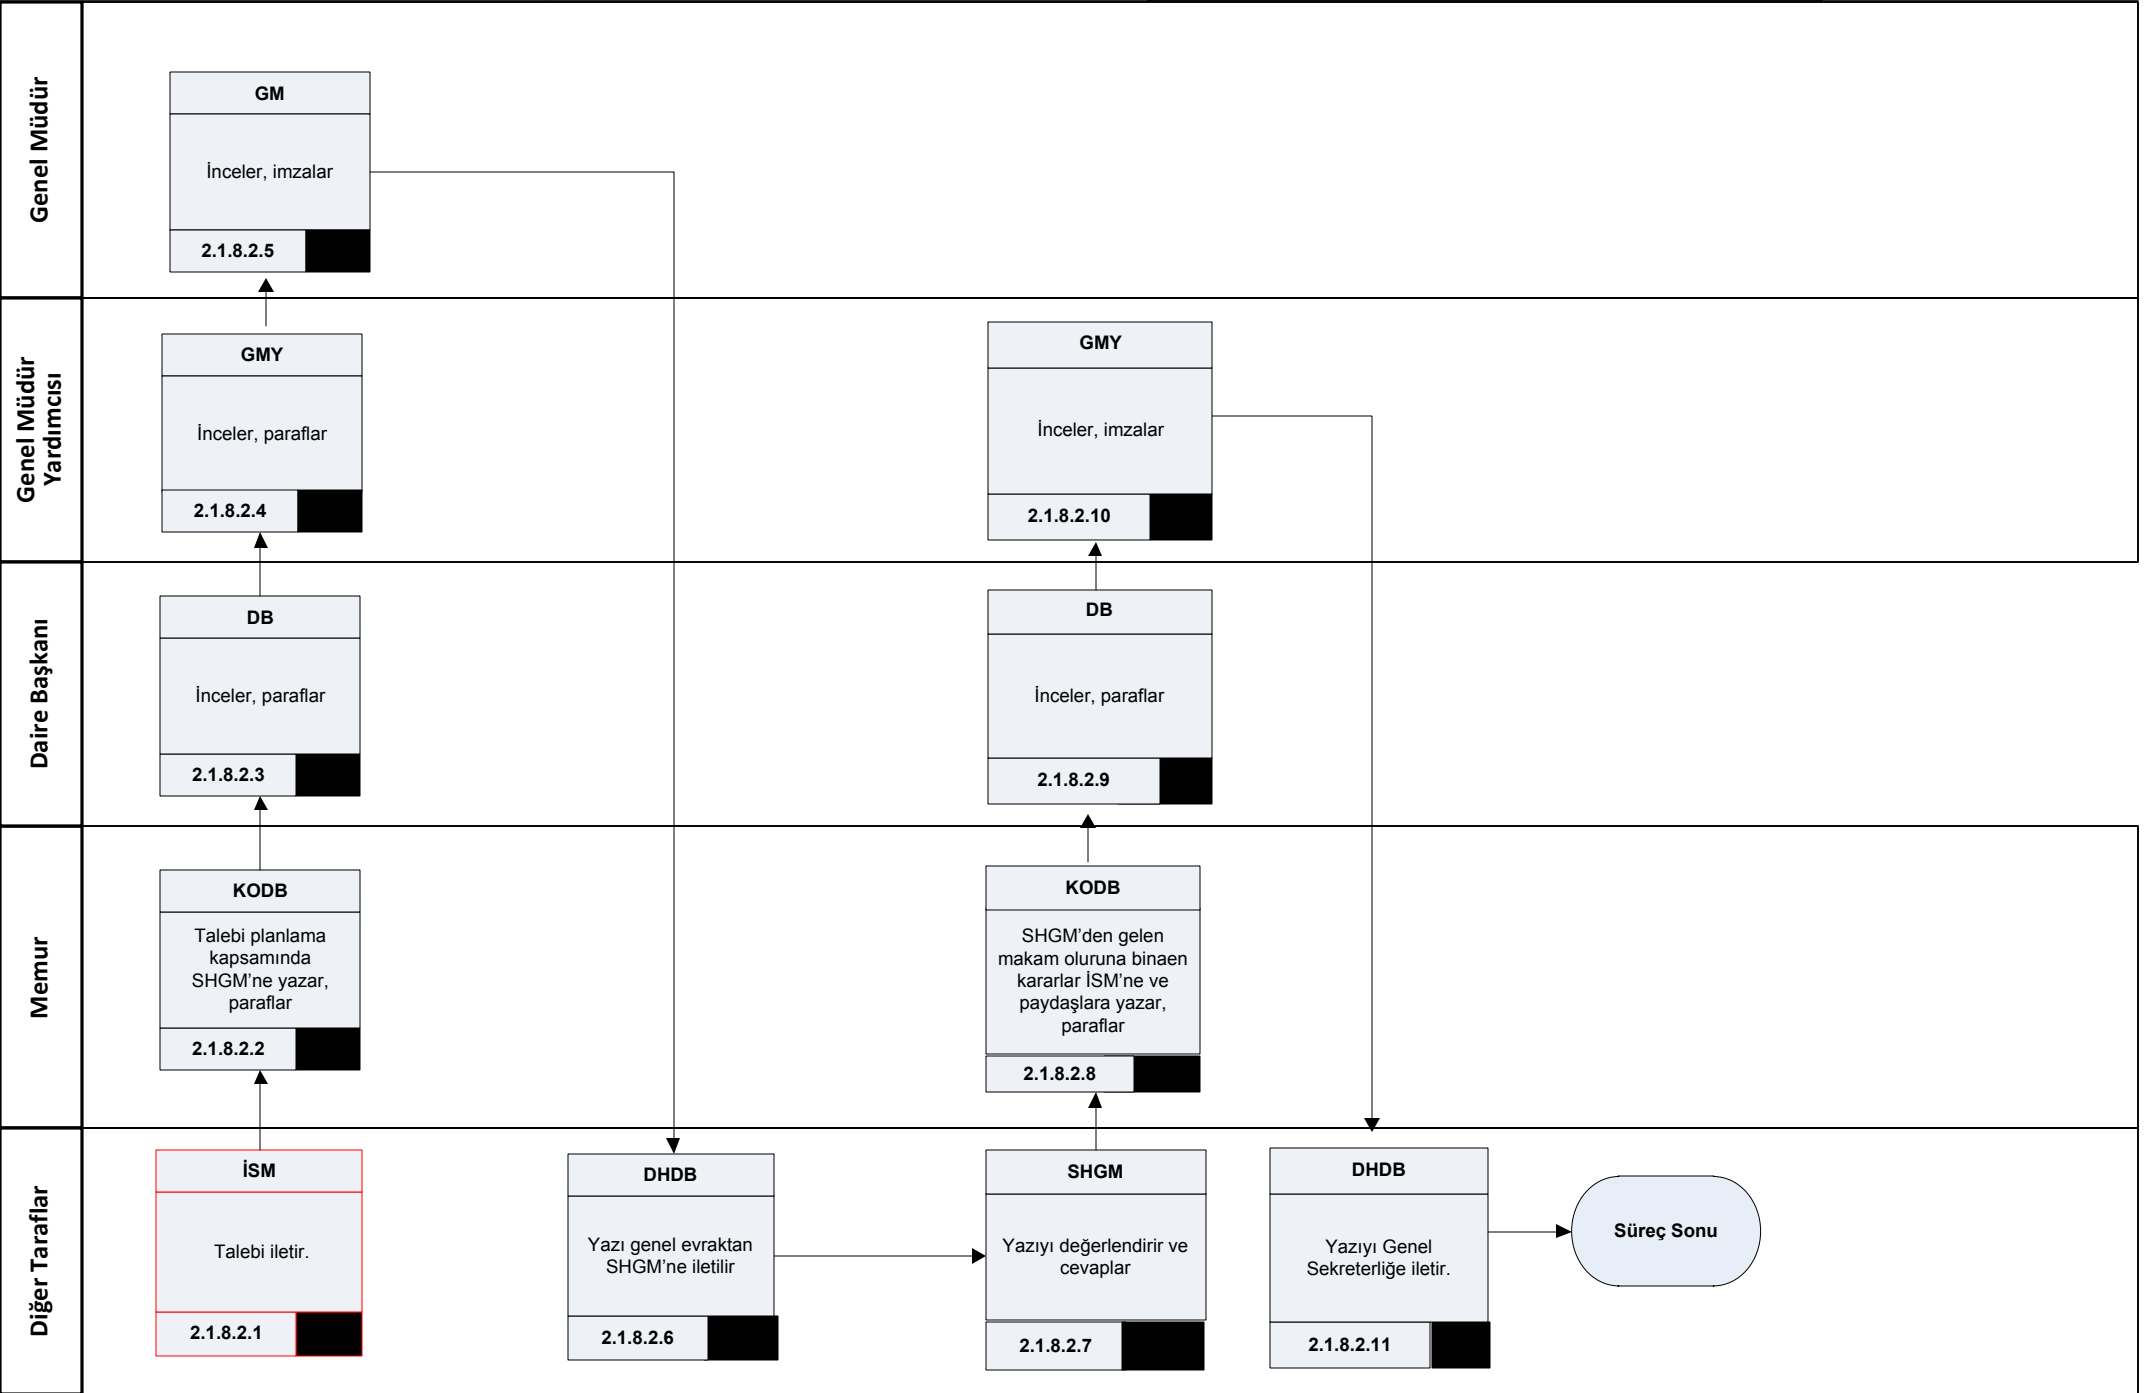 Genel Müdür
GM
İnceler, imzalar
2.1.8.2.5
Genel Müdür
Yardımcısı
GMY
İnceler, paraflar
2.1.8.2.4
GMY
İnceler, imzalar
2.1.8.2.10
Daire Başkanı
DB
İnceler, paraflar
2.1.8.2.3
DB
İnceler, paraflar
2.1.8.2.9
Memur
KODB
Talebi planlama
kapsamında
SHGM’ne yazar,
paraflar
2.1.8.2.2
KODB
SHGM’den gelen
makam oluruna binaen
kararlar İSM’ne ve
paydaşlara yazar,
paraflar
2.1.8.2.8
Diğer Taraflar
İSM
Talebi iletir.
2.1.8.2.1
DHDB
Yazı genel evraktan
SHGM’ne iletilir
2.1.8.2.6
SHGM
Yazıyı değerlendirir ve
cevaplar
2.1.8.2.7
DHDB
Yazıyı Genel
Sekreterliğe iletir.
2.1.8.2.11
Süreç Sonu